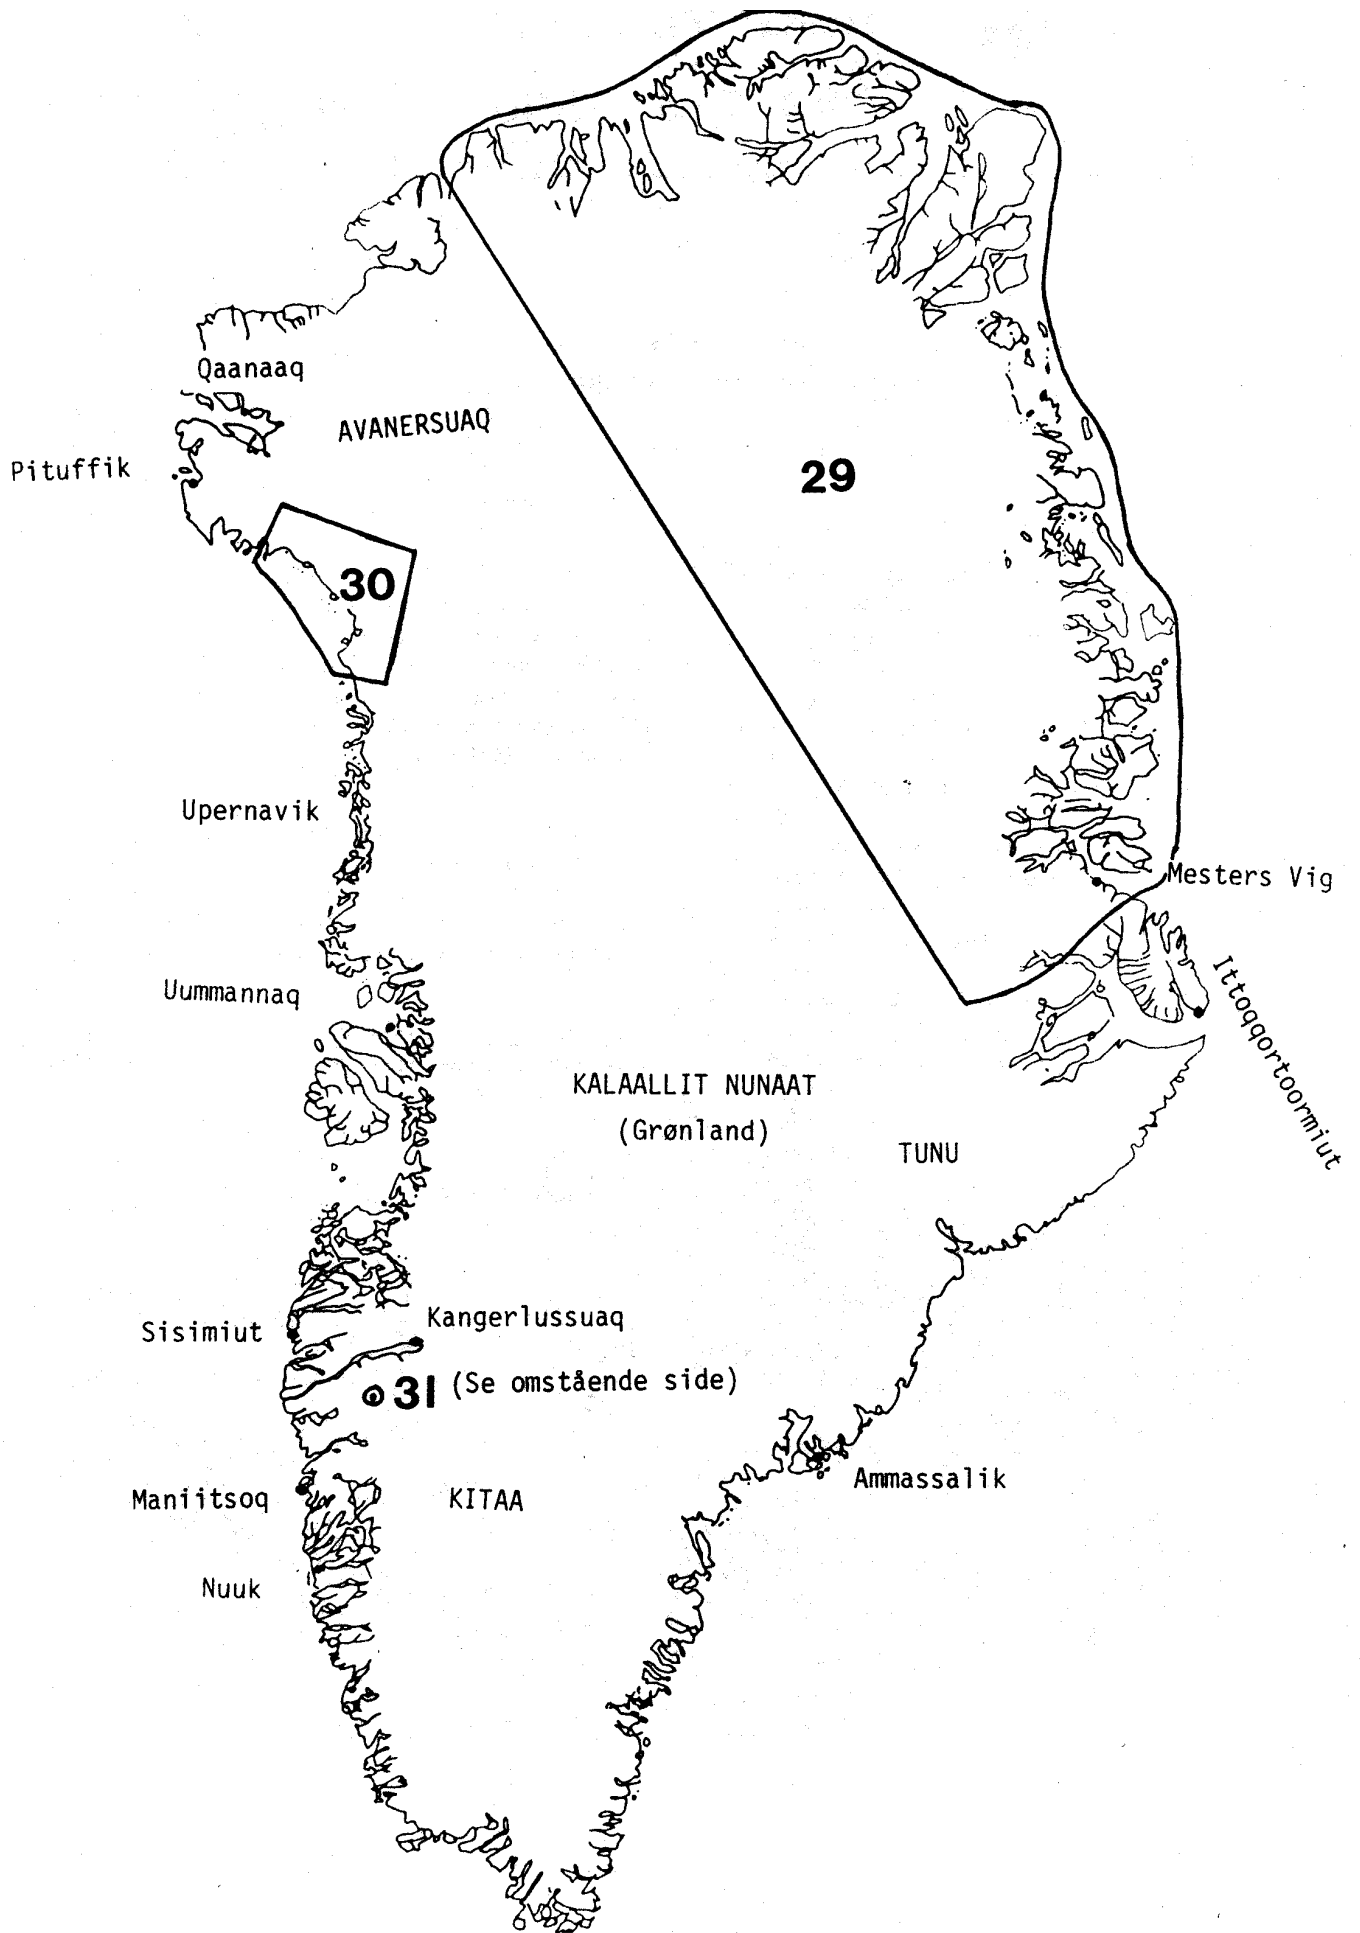 Qaanaaq
AVANERSUAQ
Pituffik
29
30
Upernavik
Mesters Vig
Uummannaq
Ittoqqortoormiut
KALAALLIT NUNAAT
(Grønland)
TUNU
Kangerlussuaq
Sisimiut
31 (Se omstående side)
Ammassalik
Maniitsoq
KITAA
Nuuk